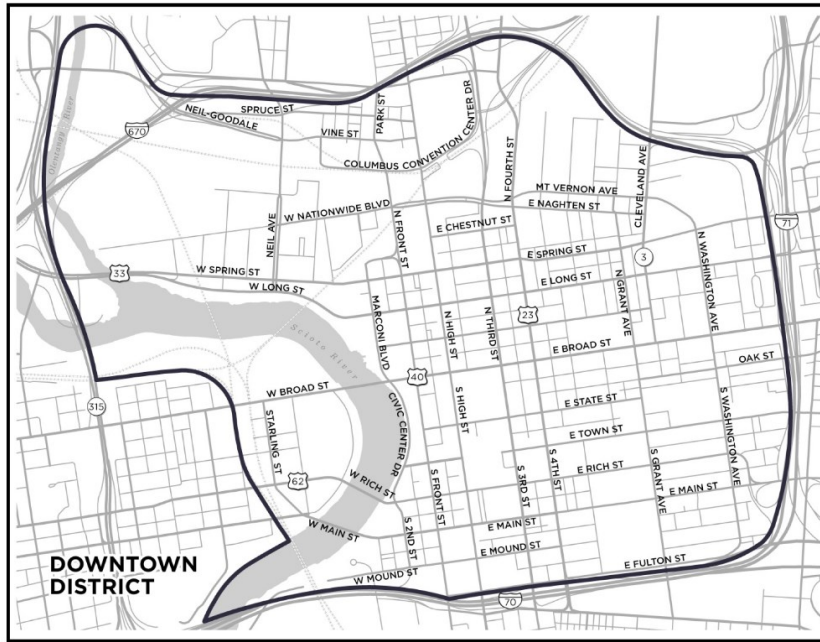 SPRUCE ST
NEIL-GOODALE
PARK ST
VINE ST
COLUMBUS CONVENTION CENTER DR
670
Olentangy River
N FOURTH ST
MT VERNON AVE
E NAGHTEN ST
CLEVELAND AVE
W NATIONWIDE BLVD
NEIL AVE
N FRONT ST
E CHESTNUT ST
71
E SPRING ST
3
N WASHINGTON AVE
33
W SPRING ST
W LONG ST
E LONG ST
N GRANT AVE
MARCONI BLVD
N HIGH ST
N THIRD ST
23
Scioto River
E BROAD ST
OAK ST
40
W BROAD ST
315
CIVIC CENTER DR
S HIGH ST
E STATE ST
S WASHINGTON AVE
STARLING ST
E TOWN ST
62
W RICH ST
E RICH ST
S 3RD ST
S 4TH ST
S GRANT AVE
E MAIN ST
S FRONT ST
W MAIN ST
S 2ND ST
E MAIN ST
E MOUND ST
W MOUND ST
E FULTON ST
70
DOWNTOWN
DISTRICT